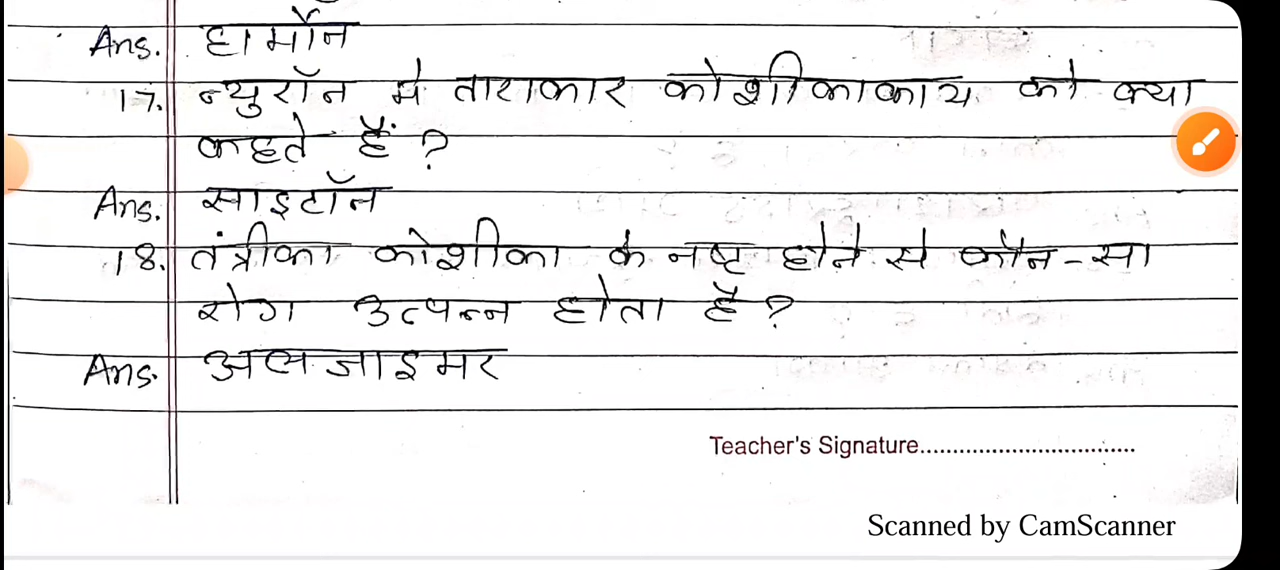 Ans. हार्मोन
17. न्युरॉन मे ताराकार कोशीकाकाय को क्या
कहते हैं ?
Ans. साइटॉन
18. तंत्रीका कोशीका के नष्ट होने से कौन-सा
रोग उत्पन्न होता है ?
Ans. अलजाइमर
Teacher's Signature.................................
Scanned by CamScanner